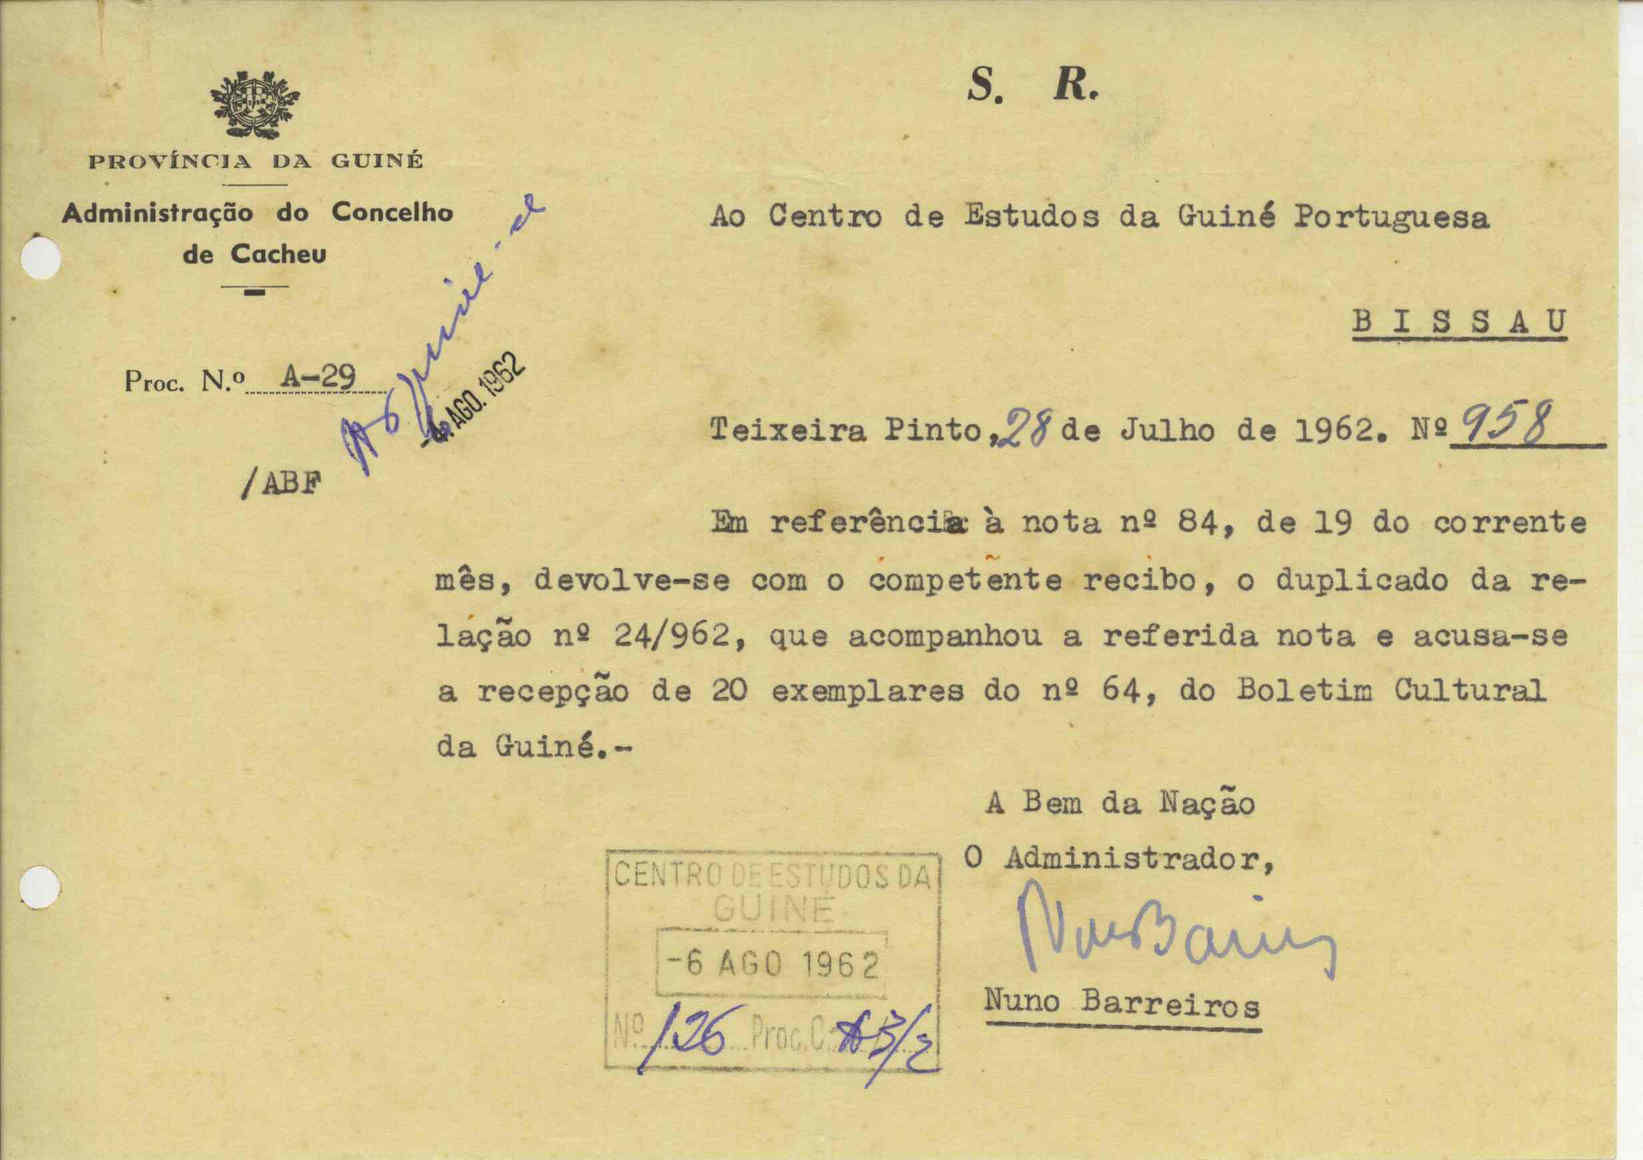 S. R.
PROVÍNCIA DA GUINÉ
Administração do Concelho
de Cacheu
Proc. N.º A-29
/ABF
AGO. 1962
Ao Centro de Estudos da Guiné Portuguesa
B I S S A U
Teixeira Pinto, 28 de Julho de 1962. Nº 958
Em referência à nota nº 84, de 19 do corrente
mês, devolve-se com o competente recibo, o duplicado da re-
lação nº 24/962, que acompanhou a referida nota e acusa-se
a recepção de 20 exemplares do nº 64, do Boletim Cultural
da Guiné.-
A Bem da Nação
O Administrador,
Nuno Barreiros
CENTRO DE ESTUDOS DA
GUINÉ
-6 AGO 1962
Nº 126 Proc. C.